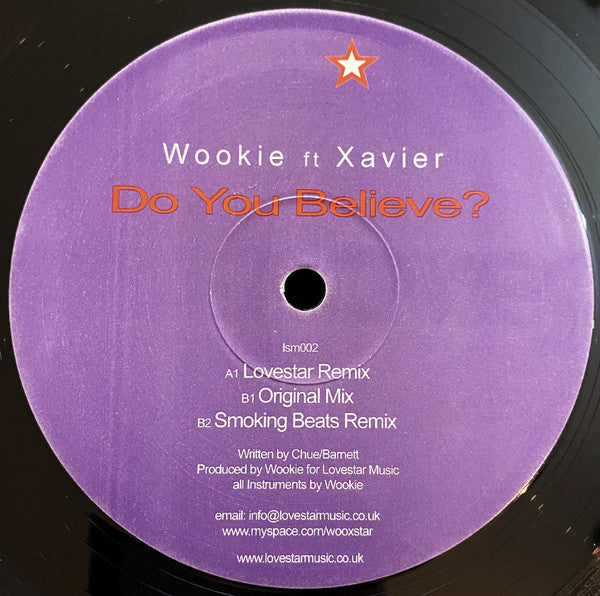 Wookie ft Xavier
Do You Believe?
lsm002
A1 Lovestar Remix
B1 Original Mix
B2 Smoking Beats Remix
Written by Chue/Barnett
Produced by Wookie for Lovestar Music
all Instruments by Wookie
email: info@lovestarmusic.co.uk
www.myspace.com/wooxstar
www.lovestarmusic.co.uk